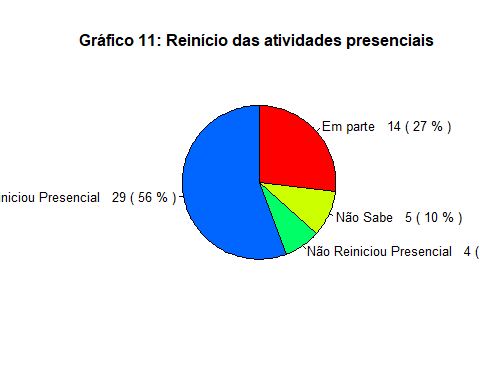 Gráfico 11: Reinício das atividades presenciais
Em parte 14 ( 27 % )
iniciou Presencial 29 ( 56 % )
Não Sabe 5 ( 10 % )
Não Reiniciou Presencial 4 (